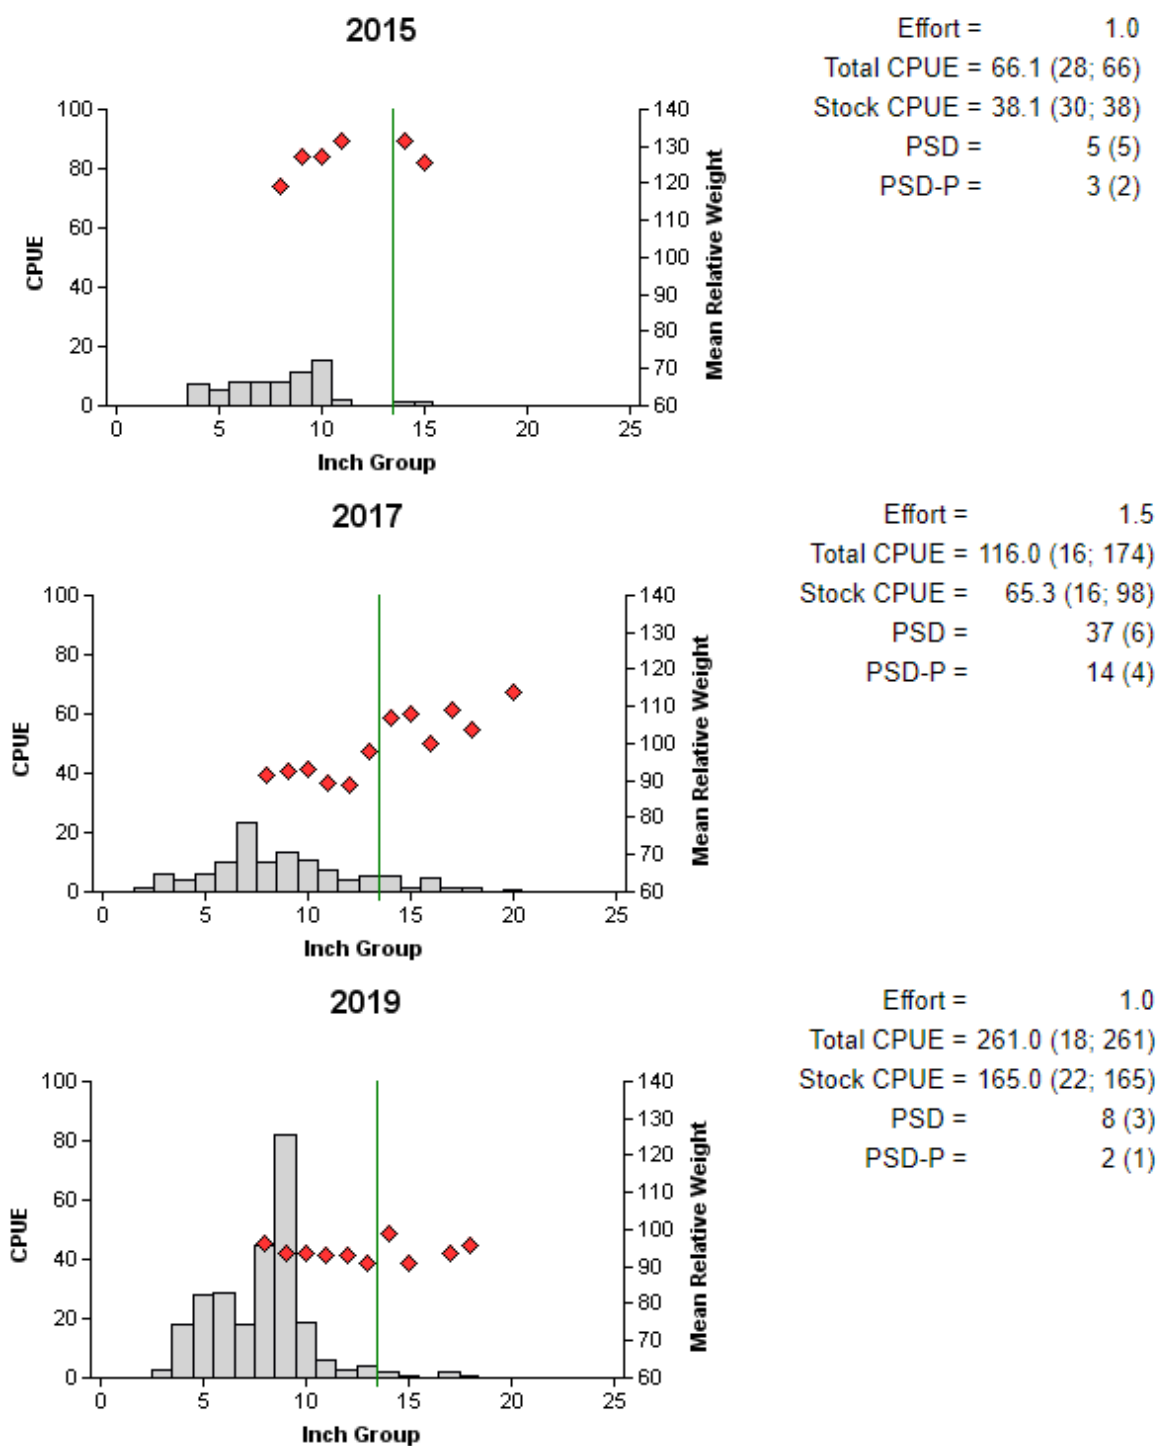 2015
Effort = 1.0
Total CPUE = 66.1 (28; 66)
Stock CPUE = 38.1 (30; 38)
PSD = 5 (5)
PSD-P = 3 (2)
100
80
60
40
20
0
CPUE
140
130
120
110
100
90
80
70
60
Mean Relative Weight
0 5 10 15 20 25
Inch Group
2017
Effort = 1.5
Total CPUE = 116.0 (16; 174)
Stock CPUE = 65.3 (16; 98)
PSD = 37 (6)
PSD-P = 14 (4)
100
80
60
40
20
0
CPUE
140
130
120
110
100
90
80
70
60
Mean Relative Weight
0 5 10 15 20 25
Inch Group
2019
Effort = 1.0
Total CPUE = 261.0 (18; 261)
Stock CPUE = 165.0 (22; 165)
PSD = 8 (3)
PSD-P = 2 (1)
100
80
60
40
20
0
CPUE
140
130
120
110
100
90
80
70
60
Mean Relative Weight
0 5 10 15 20 25
Inch Group